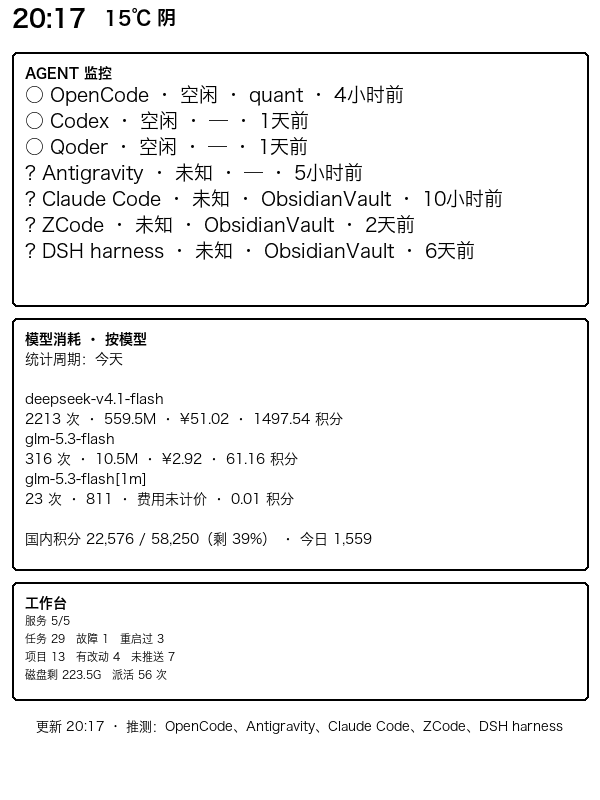 20:17 15℃ 阴
AGENT 监控
○ OpenCode · 空闲 · quant · 4小时前
○ Codex · 空闲 · — · 1天前
○ Qoder · 空闲 · — · 1天前
? Antigravity · 未知 · — · 5小时前
? Claude Code · 未知 · ObsidianVault · 10小时前
? ZCode · 未知 · ObsidianVault · 2天前
? DSH harness · 未知 · ObsidianVault · 6天前
模型消耗 · 按模型
统计周期：今天
deepseek-v4.1-flash
2213 次 · 559.5M · ¥51.02 · 1497.54 积分
glm-5.3-flash
316 次 · 10.5M · ¥2.92 · 61.16 积分
glm-5.3-flash[1m]
23 次 · 811 · 费用未计价 · 0.01 积分
国内积分 22,576 / 58,250（剩 39%） · 今日 1,559
工作台
服务 5/5
任务 29 故障 1 重启过 3
项目 13 有改动 4 未推送 7
磁盘剩 223.5G 派活 56 次
更新 20:17 · 推测：OpenCode、Antigravity、Claude Code、ZCode、DSH harness